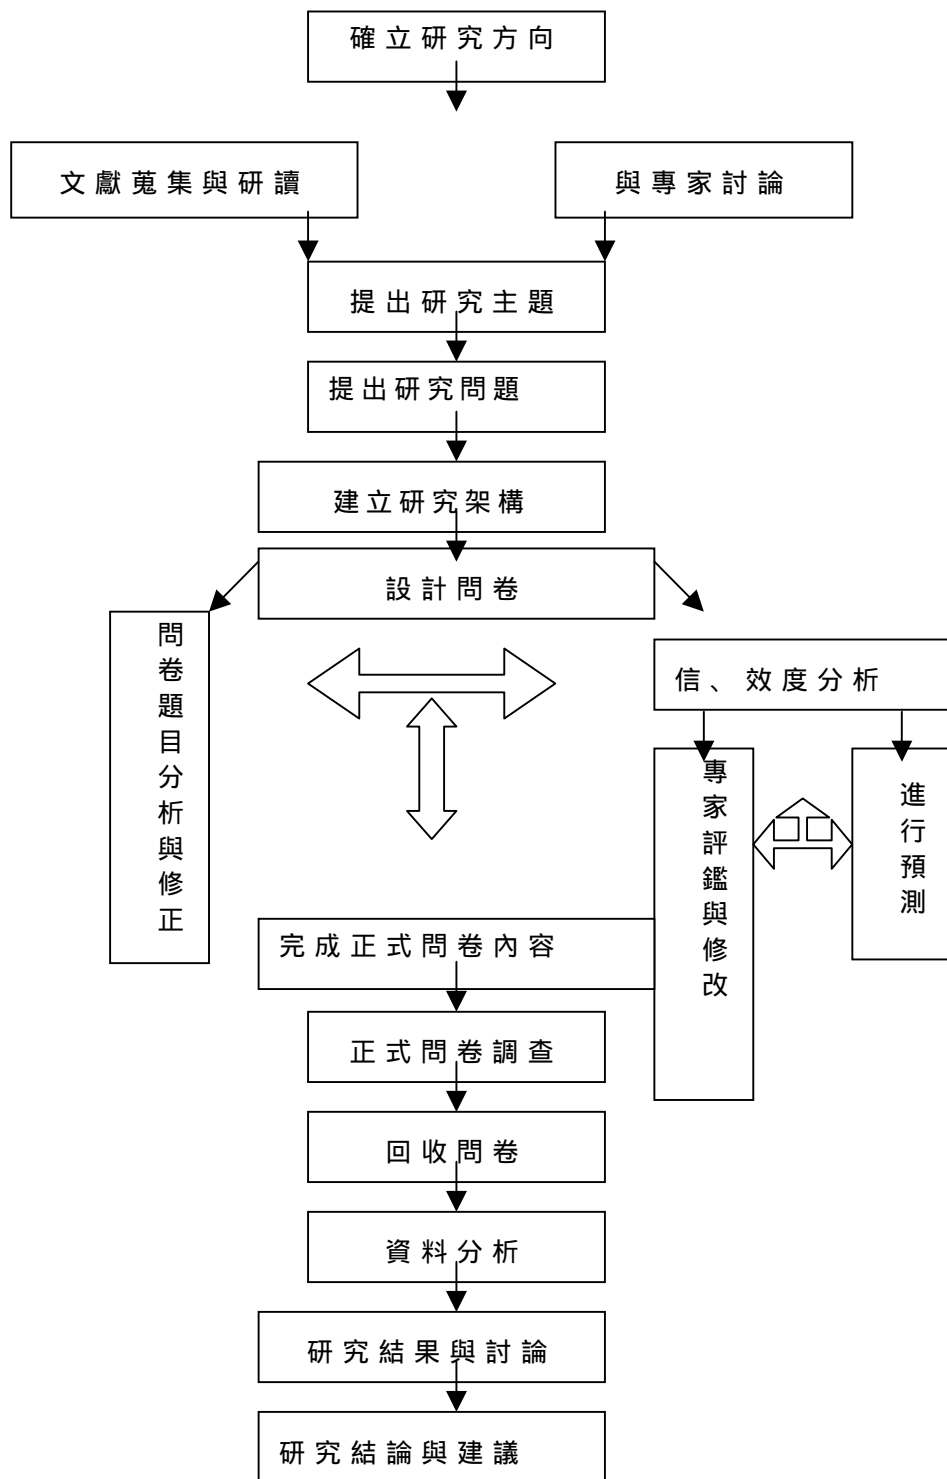 確立研究方向
文獻蒐集與研讀
與專家討論
提出研究主題
提出研究問題
建立研究架構
設計問卷
問卷題目分析與修正
信、效度分析
專家評鑑與修改
進行預測
完成正式問卷內容
正式問卷調查
回收問卷
資料分析
研究結果與討論
研究結論與建議